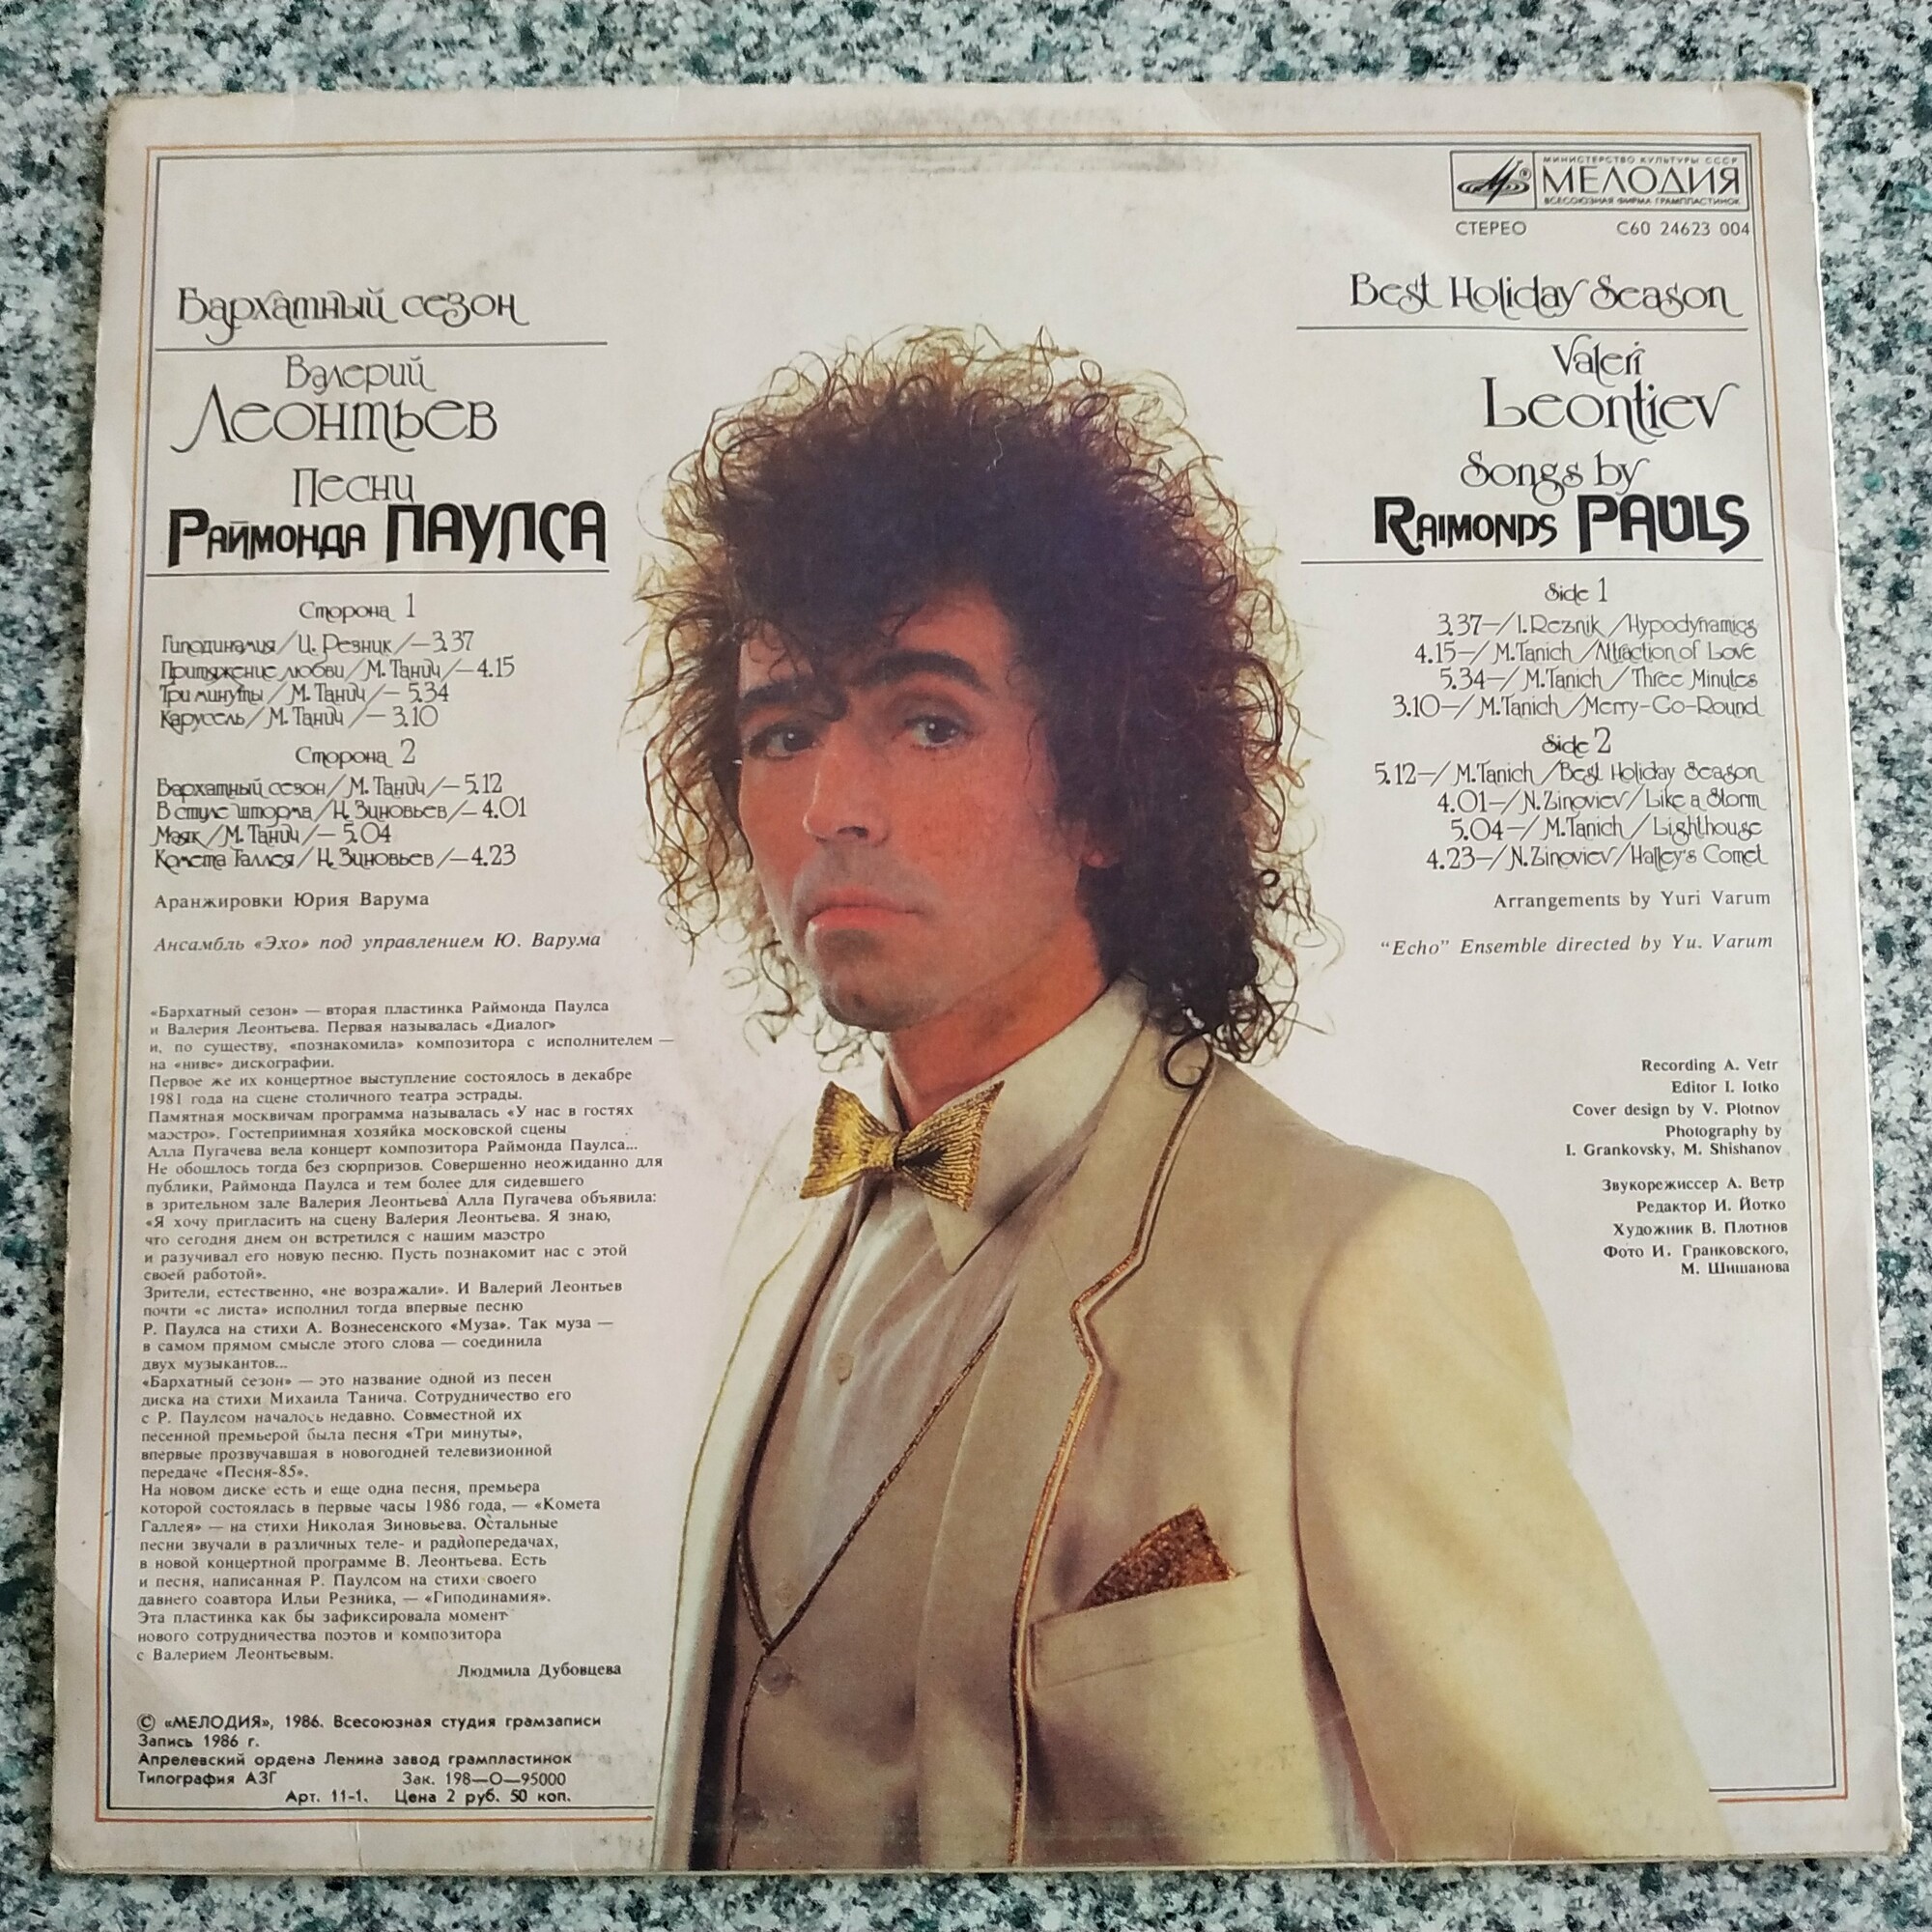 МИНИСТЕРСТВО КУЛЬТУРЫ СССР
МЕЛОДИЯ
ВСЕСОЮЗНАЯ ФИРМА ГРАМПЛАСТИНОК
СТЕРЕО С60 24623 004
Бархатный сезон
Валерий
Леонтьев
Песни
Раймонда ПАУЛСА
Сторона 1
Гиподинамия / И. Резник / — 3.37
Притяжение любви / М. Танич / — 4.15
Три минуты / М. Танич / — 5.34
Карусель / М. Танич / — 3.10
Сторона 2
Бархатный сезон / М. Танич / — 5.12
В стиле шторма / Н. Зиновьев / — 4.01
Маяк / М. Танич / — 5.04
Комета Галлея / Н. Зиновьев / — 4.23
Аранжировки Юрия Варума
Ансамбль «Эхо» под управлением Ю. Варума
«Бархатный сезон» — вторая пластинка Раймонда Паулса
и Валерия Леонтьева. Первая называлась «Диалог»
и, по существу, «познакомила» композитора с исполнителем —
на «ниве» дискографии.
Первое же их концертное выступление состоялось в декабре
1981 года на сцене столичного театра эстрады.
Памятная москвичам программа называлась «У нас в гостях
маэстро». Гостеприимная хозяйка московской сцены
Алла Пугачева вела концерт композитора Раймонда Паулса...
Не обошлось тогда без сюрпризов. Совершенно неожиданно для
публики, Раймонда Паулса и тем более для сидевшего
в зрительном зале Валерия Леонтьева Алла Пугачева объявила:
«Я хочу пригласить на сцену Валерия Леонтьева. Я знаю,
что сегодня днем он встретился с нашим маэстро
и разучивал его новую песню. Пусть познакомит нас с этой
своей работой».
Зрители, естественно, «не возражали». И Валерий Леонтьев
почти «с листа» исполнил тогда впервые песню
Р. Паулса на стихи А. Вознесенского «Муза». Так муза —
в самом прямом смысле этого слова — соединила
двух музыкантов...
«Бархатный сезон» — это название одной из песен
диска на стихи Михаила Танича. Сотрудничество его
с Р. Паулсом началось недавно. Совместной их
песенной премьерой была песня «Три минуты»,
впервые прозвучавшая в новогодней телевизионной
передаче «Песня-85».
На новом диске есть и еще одна песня, премьера
которой состоялась в первые часы 1986 года, — «Комета
Галлея» — на стихи Николая Зиновьева. Остальные
песни звучали в различных теле- и радиопередачах,
в новой концертной программе В. Леонтьева. Есть
и песня, написанная Р. Паулсом на стихи своего
давнего соавтора Ильи Резника, — «Гиподинамия».
Эта пластинка как бы зафиксировала момент
нового сотрудничества поэтов и композитора
с Валерием Леонтьевым.
Людмила Дубовцева
© «МЕЛОДИЯ», 1986. Всесоюзная студия грамзаписи
Запись 1986 г.
Апрелевский ордена Ленина завод грампластинок
Типография АЗГ Зак. 198—О—95000
Арт. 11-1. Цена 2 руб. 50 коп.
Best Holiday Season
Valeri
Leontiev
Songs by
RAIMONDS PAULS
Side 1
3.37 — / I. Reznik / Hypodynamics
4.15 — / M. Tanich / Attraction of Love
5.34 — / M. Tanich / Three Minutes
3.10 — / M. Tanich / Merry-Go-Round
Side 2
5.12 — / M. Tanich / Best Holiday Season
4.01 — / N. Zinoviev / Like a Storm
5.04 — / M. Tanich / Lighthouse
4.23 — / N. Zinoviev / Halley's Comet
Arrangements by Yuri Varum
"Echo" Ensemble directed by Yu. Varum
Recording A. Vetr
Editor I. Iotko
Cover design by V. Plotnov
Photography by
I. Grankovsky, M. Shishanov
Звукорежиссер А. Ветр
Редактор И. Йотко
Художник В. Плотнов
Фото И. Гранковского,
М. Шишанова